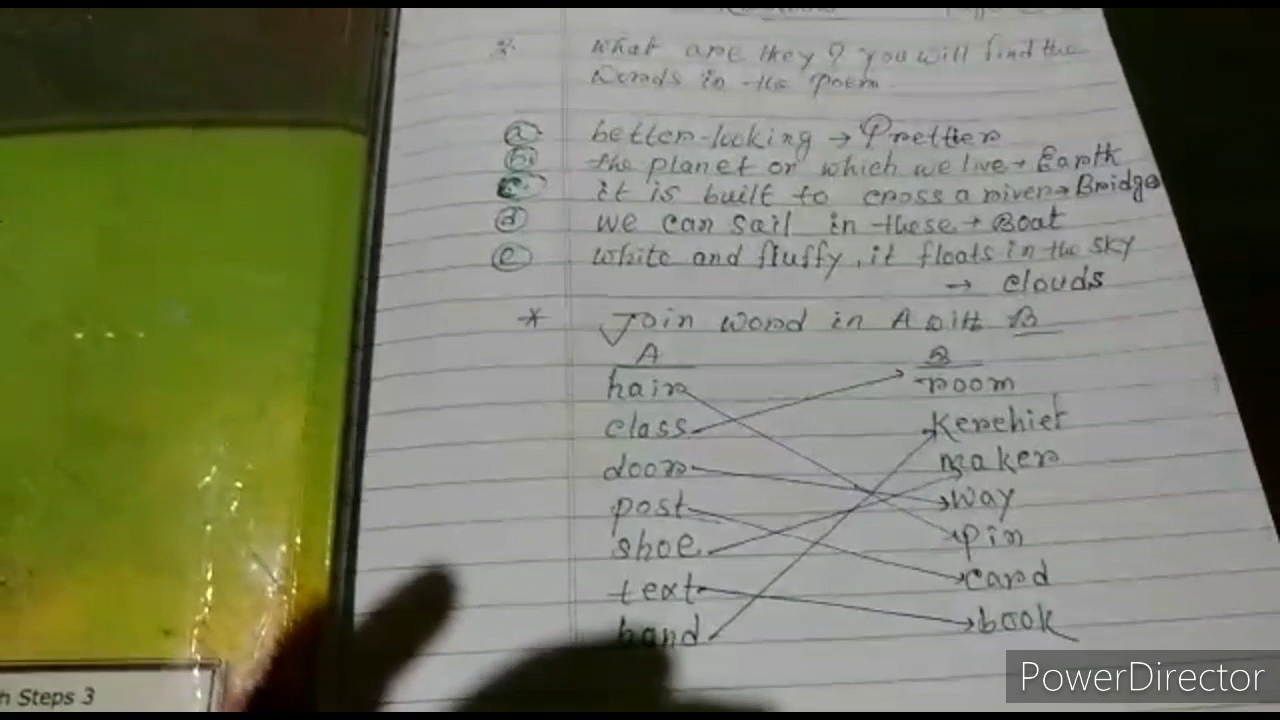 What are they? you will find the
words in the poem
(a) better-looking → Prettier
(b) the planet on which we live → Earth
(c) it is built to cross a river → Bridge
(d) we can sail in these → Boat
(e) white and fluffy, it floats in the sky
→ clouds
* Join word in A with B
A B
hair room
class Kerchief
door maker
post way
shoe pin
text card
hand book
Steps 3
PowerDirector